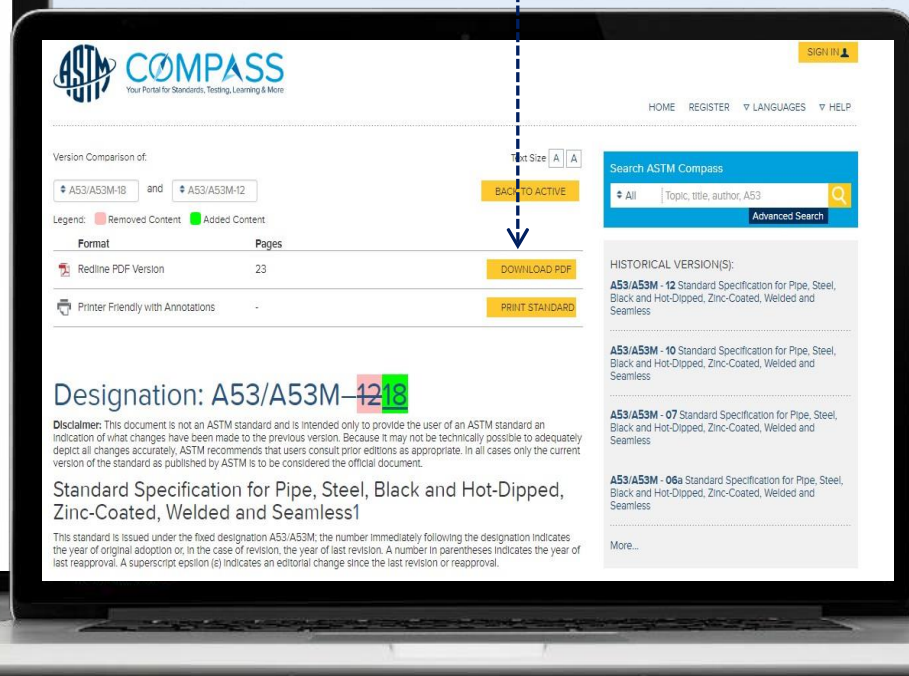 ASTM COMPASS
Your Portal for Standards, Testing, Learning & More
SIGN IN
HOME REGISTER ▽ LANGUAGES ▽ HELP
Version Comparison of:
Text Size A A
A53/A53M-18 and A53/A53M-12
BACK TO ACTIVE
Legend: Removed Content Added Content
Format Pages
Redline PDF Version 23 DOWNLOAD PDF
Printer Friendly with Annotations - PRINT STANDARD
Designation: A53/A53M–1218
Disclaimer: This document is not an ASTM standard and is intended only to provide the user of an ASTM standard an
indication of what changes have been made to the previous version. Because it may not be technically possible to adequately
depict all changes accurately, ASTM recommends that users consult prior editions as appropriate. In all cases only the current
version of the standard as published by ASTM is to be considered the official document.
Standard Specification for Pipe, Steel, Black and Hot-Dipped,
Zinc-Coated, Welded and Seamless1
This standard is issued under the fixed designation A53/A53M; the number immediately following the designation indicates
the year of original adoption or, in the case of revision, the year of last revision. A number in parentheses indicates the year of
last reapproval. A superscript epsilon (ε) indicates an editorial change since the last revision or reapproval.
Search ASTM Compass
All Topic, title, author, A53
Advanced Search
HISTORICAL VERSION(S):
A53/A53M - 12 Standard Specification for Pipe, Steel,
Black and Hot-Dipped, Zinc-Coated, Welded and
Seamless
A53/A53M - 10 Standard Specification for Pipe, Steel,
Black and Hot-Dipped, Zinc-Coated, Welded and
Seamless
A53/A53M - 07 Standard Specification for Pipe, Steel,
Black and Hot-Dipped, Zinc-Coated, Welded and
Seamless
A53/A53M - 06a Standard Specification for Pipe, Steel,
Black and Hot-Dipped, Zinc-Coated, Welded and
Seamless
More...